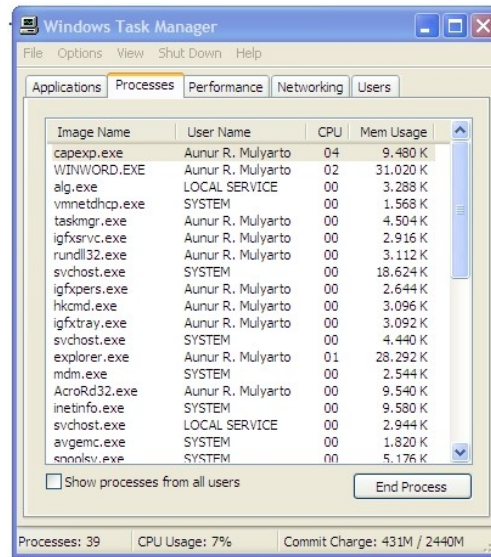 Windows Task Manager
File Options View Shut Down Help
Applications Processes Performance Networking Users
Image Name User Name CPU Mem Usage
capexp.exe Aunur R. Mulyarto 04 9.480 K
WINWORD.EXE Aunur R. Mulyarto 02 31.020 K
alg.exe LOCAL SERVICE 00 3.288 K
vmnetdhcp.exe SYSTEM 00 1.568 K
taskmgr.exe Aunur R. Mulyarto 00 4.504 K
igfxsrvc.exe Aunur R. Mulyarto 00 2.916 K
rundll32.exe Aunur R. Mulyarto 00 3.112 K
svchost.exe SYSTEM 00 18.624 K
igfxpers.exe Aunur R. Mulyarto 00 2.644 K
hkcmd.exe Aunur R. Mulyarto 00 3.096 K
igfxtray.exe Aunur R. Mulyarto 00 3.092 K
svchost.exe SYSTEM 00 4.440 K
explorer.exe Aunur R. Mulyarto 01 28.292 K
mdm.exe SYSTEM 00 2.544 K
AcroRd32.exe Aunur R. Mulyarto 00 9.540 K
inetinfo.exe SYSTEM 00 9.580 K
svchost.exe LOCAL SERVICE 00 2.944 K
avgemc.exe SYSTEM 00 1.820 K
spoolsv.exe SYSTEM 00 5.176 K
Show processes from all users End Process
Processes: 39 CPU Usage: 7% Commit Charge: 431M / 2440M